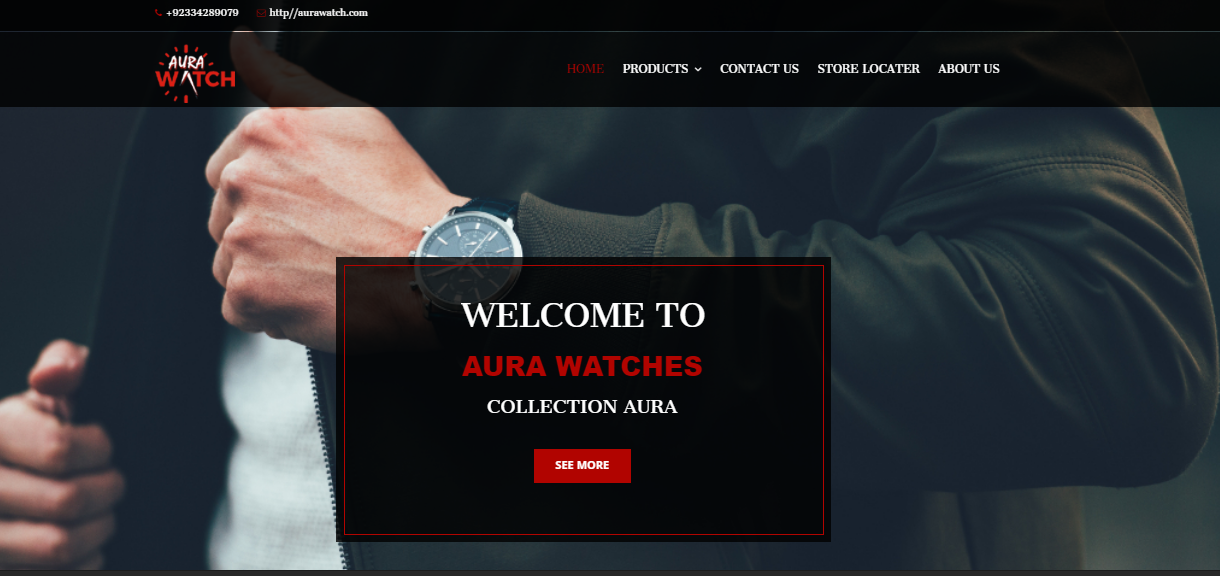 +92334289079 http//aurawatch.com
AURA
WATCH
HOME PRODUCTS CONTACT US STORE LOCATER ABOUT US
WELCOME TO
AURA WATCHES
COLLECTION AURA
SEE MORE